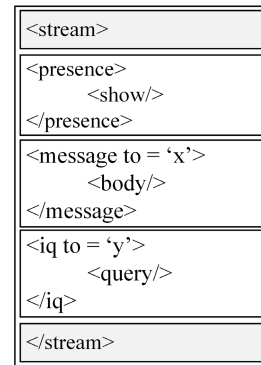 <stream>
<presence>
<show/>
</presence>
<message to = ‘x’>
<body/>
</message>
<iq to = ‘y’>
<query/>
</iq>
</stream>